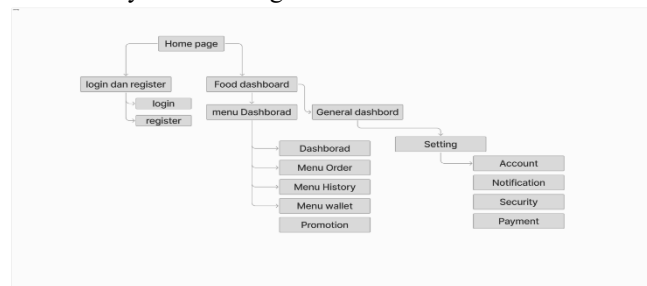 Home page
login dan register
Food dashboard
login
register
menu Dashborad
General dashbord
Setting
Dashborad
Menu Order
Menu History
Menu wallet
Promotion
Account
Notification
Security
Payment